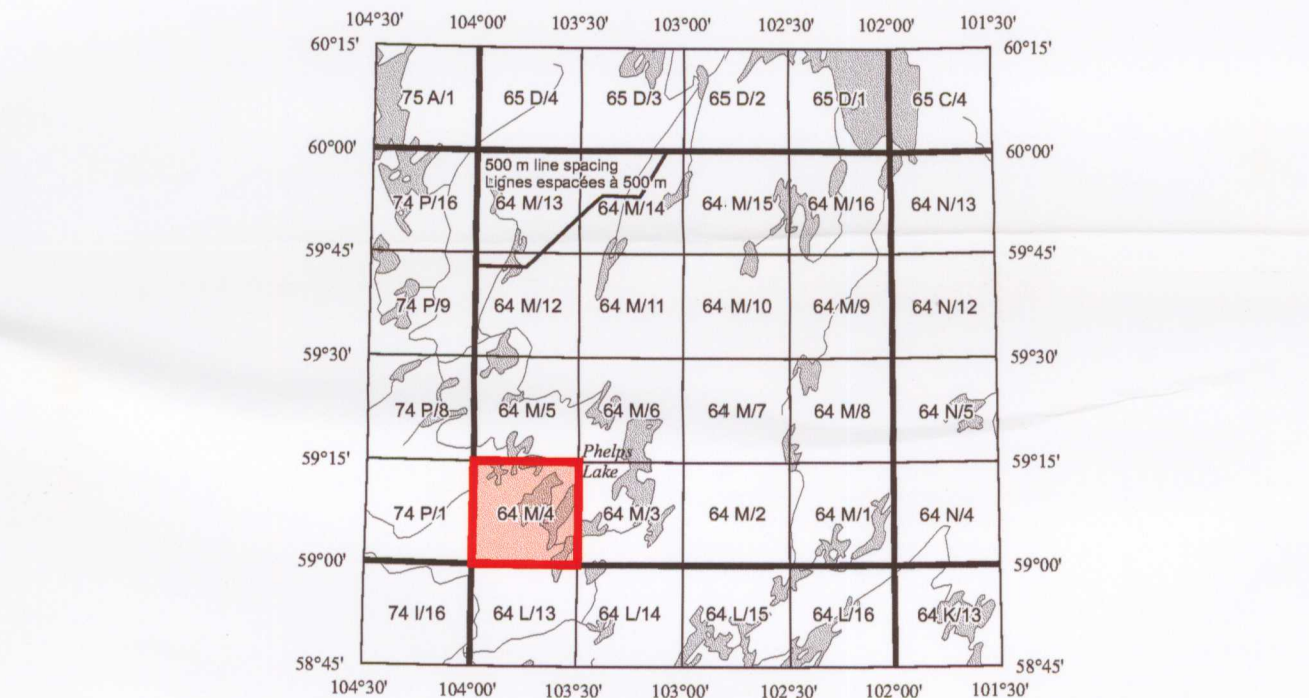 104°30' 104°00' 103°30' 103°00' 102°30' 102°00' 101°30'
60°15' 60°15'
75 A/1 65 D/4 65 D/3 65 D/2 65 D/1 65 C/4
60°00' 60°00'
500 m line spacing
Lignes espacées à 500 m
74 P/16 64 M/13 64 M/14 64 M/15 64 M/16 64 N/13
59°45' 59°45'
74 P/9 64 M/12 64 M/11 64 M/10 64 M/9 64 N/12
59°30' 59°30'
74 P/8 64 M/5 64 M/6 64 M/7 64 M/8 64 N/5
Phelps
Lake
59°15' 59°15'
74 P/1 64 M/4 64 M/3 64 M/2 64 M/1 64 N/4
59°00' 59°00'
74 I/16 64 L/13 64 L/14 64 L/15 64 L/16 64 K/13
58°45' 58°45'
104°30' 104°00' 103°30' 103°00' 102°30' 102°00' 101°30'